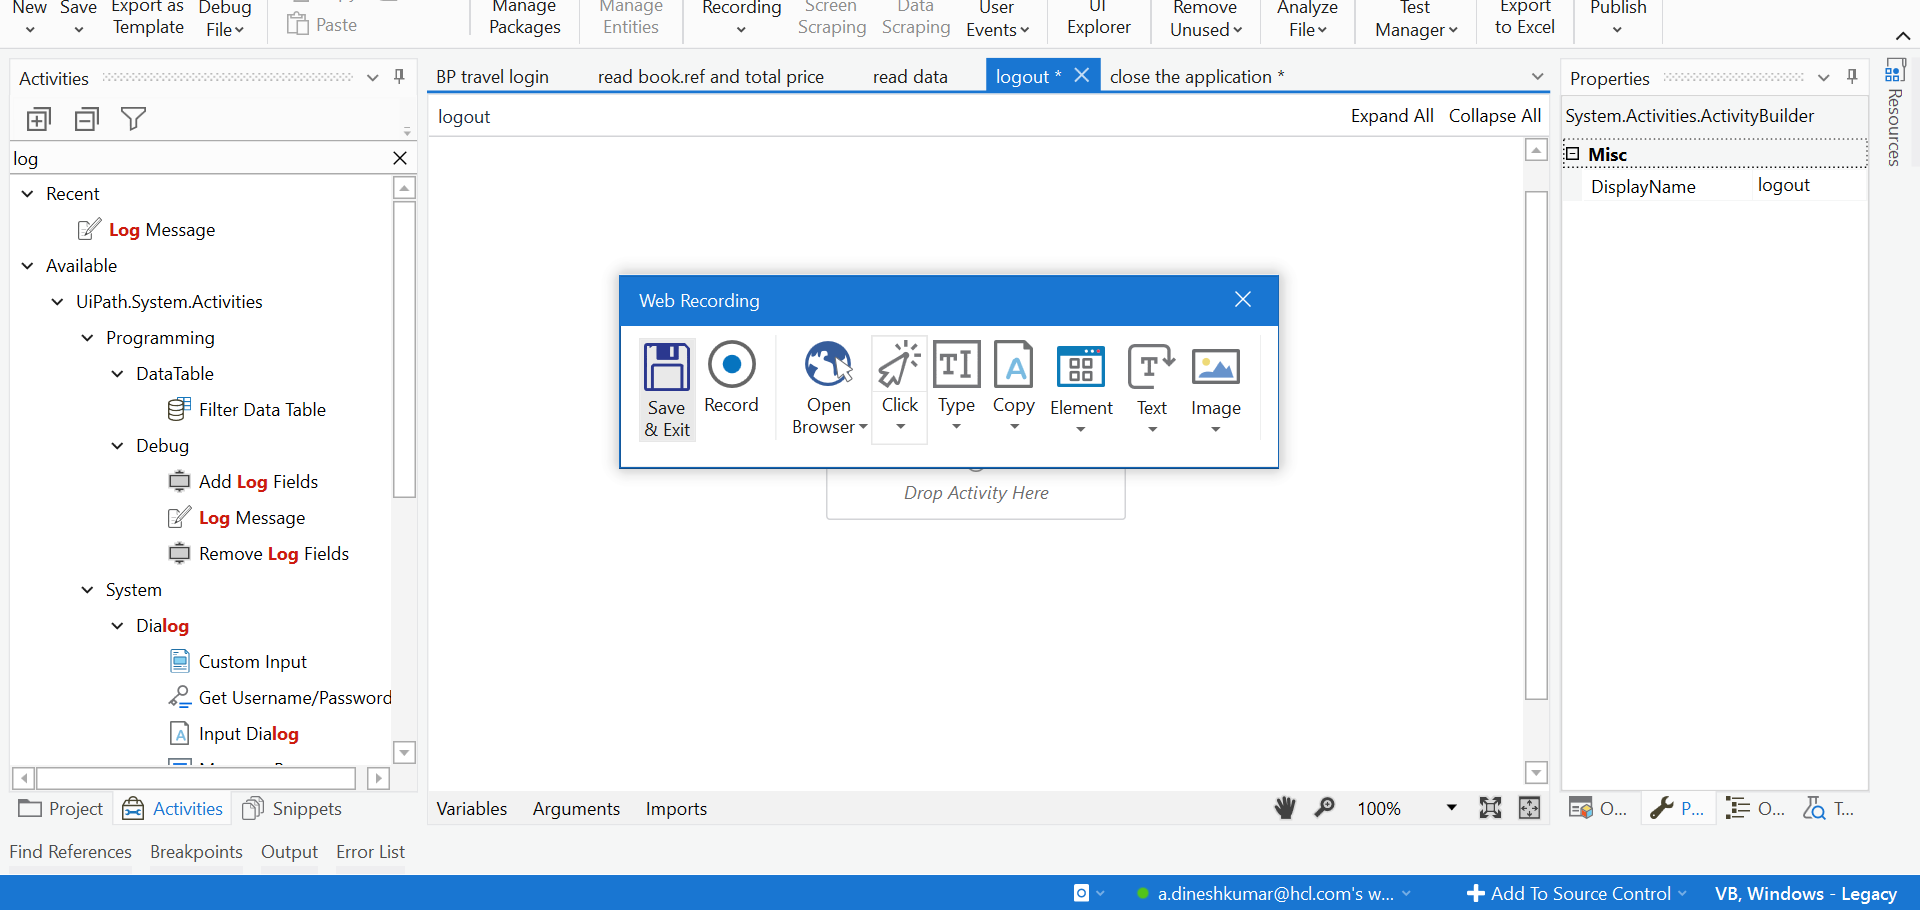 New Save Export as Template Debug File
Paste
Manage Packages
Manage Entities
Recording
Screen Scraping
Data Scraping
User Events
UI Explorer
Remove Unused
Analyze File
Test Manager
Export to Excel
Publish
Activities
log
Recent
Log Message
Available
UiPath.System.Activities
Programming
DataTable
Filter Data Table
Debug
Add Log Fields
Log Message
Remove Log Fields
System
Dialog
Custom Input
Get Username/Password
Input Dialog
Project Activities Snippets
BP travel login read book.ref and total price read data logout * close the application *
logout Expand All Collapse All
Web Recording
Save & Exit
Record
Open Browser
Click
Type
Copy
Element
Text
Image
Drop Activity Here
Variables Arguments Imports 100%
Properties
System.Activities.ActivityBuilder
Misc
DisplayName logout
O... P... O... T...
Resources
Find References Breakpoints Output Error List
a.dineshkumar@hcl.com's w... Add To Source Control VB, Windows - Legacy